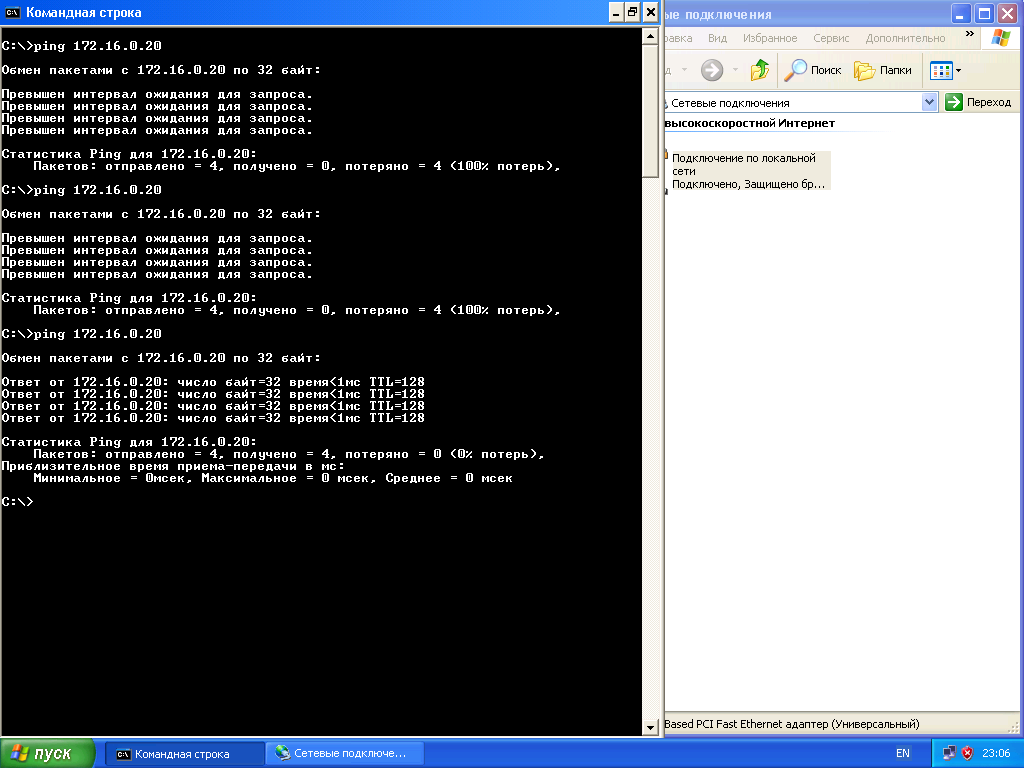 Командная строка
C:\>ping 172.16.0.20
Обмен пакетами с 172.16.0.20 по 32 байт:
Превышен интервал ожидания для запроса.
Превышен интервал ожидания для запроса.
Превышен интервал ожидания для запроса.
Превышен интервал ожидания для запроса.
Статистика Ping для 172.16.0.20:
Пакетов: отправлено = 4, получено = 0, потеряно = 4 (100% потерь),
C:\>ping 172.16.0.20
Обмен пакетами с 172.16.0.20 по 32 байт:
Превышен интервал ожидания для запроса.
Превышен интервал ожидания для запроса.
Превышен интервал ожидания для запроса.
Превышен интервал ожидания для запроса.
Статистика Ping для 172.16.0.20:
Пакетов: отправлено = 4, получено = 0, потеряно = 4 (100% потерь),
C:\>ping 172.16.0.20
Обмен пакетами с 172.16.0.20 по 32 байт:
Ответ от 172.16.0.20: число байт=32 время<1мс TTL=128
Ответ от 172.16.0.20: число байт=32 время<1мс TTL=128
Ответ от 172.16.0.20: число байт=32 время<1мс TTL=128
Ответ от 172.16.0.20: число байт=32 время<1мс TTL=128
Статистика Ping для 172.16.0.20:
Пакетов: отправлено = 4, получено = 4, потеряно = 0 (0% потерь),
Приблизительное время приема-передачи в мс:
Минимальное = 0мсек, Максимальное = 0 мсек, Среднее = 0 мсек
C:\>
ые подключения
равка Вид Избранное Сервис Дополнительно »
д Поиск Папки
Сетевые подключения Переход
высокоскоростной Интернет
Подключение по локальной
сети
Подключено, Защищено бр...
Based PCI Fast Ethernet адаптер (Универсальный)
пуск Командная строка Сетевые подключе... EN 23:06